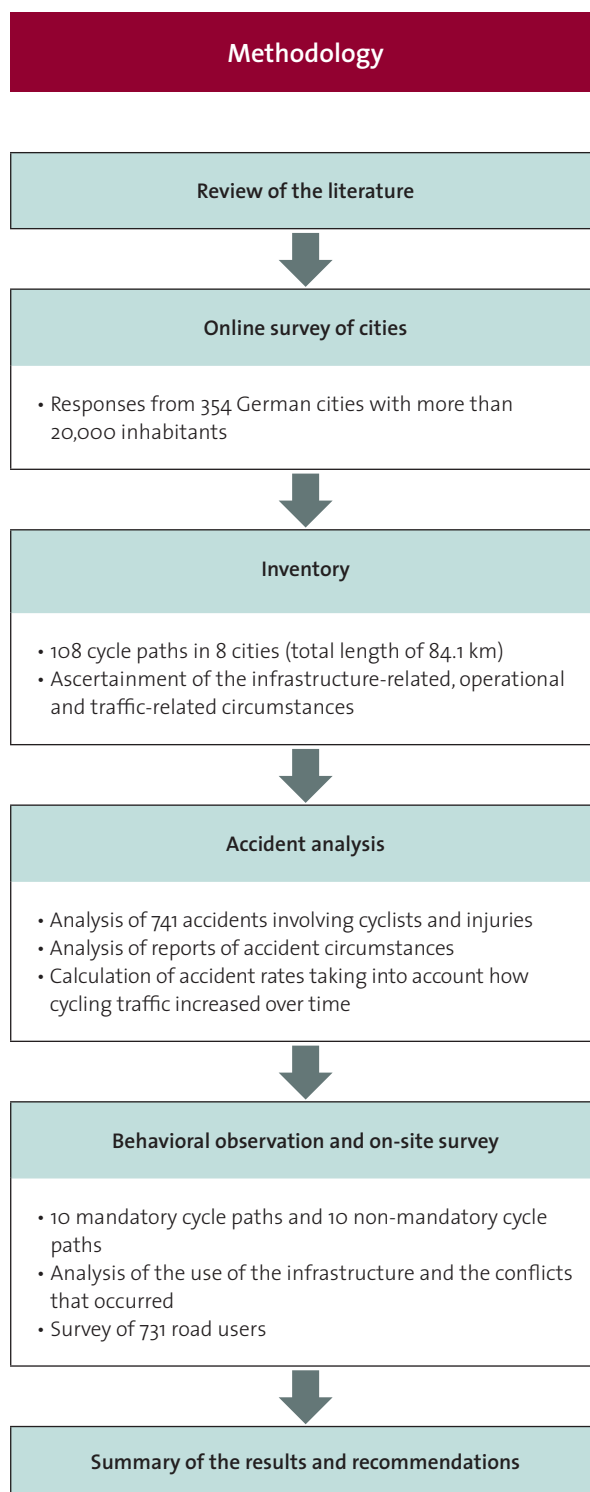 Methodology
Review of the literature
Online survey of cities
• Responses from 354 German cities with more than
20,000 inhabitants
Inventory
• 108 cycle paths in 8 cities (total length of 84.1 km)
• Ascertainment of the infrastructure-related, operational
and traffic-related circumstances
Accident analysis
• Analysis of 741 accidents involving cyclists and injuries
• Analysis of reports of accident circumstances
• Calculation of accident rates taking into account how
cycling traffic increased over time
Behavioral observation and on-site survey
• 10 mandatory cycle paths and 10 non-mandatory cycle
paths
• Analysis of the use of the infrastructure and the conflicts
that occurred
• Survey of 731 road users
Summary of the results and recommendations